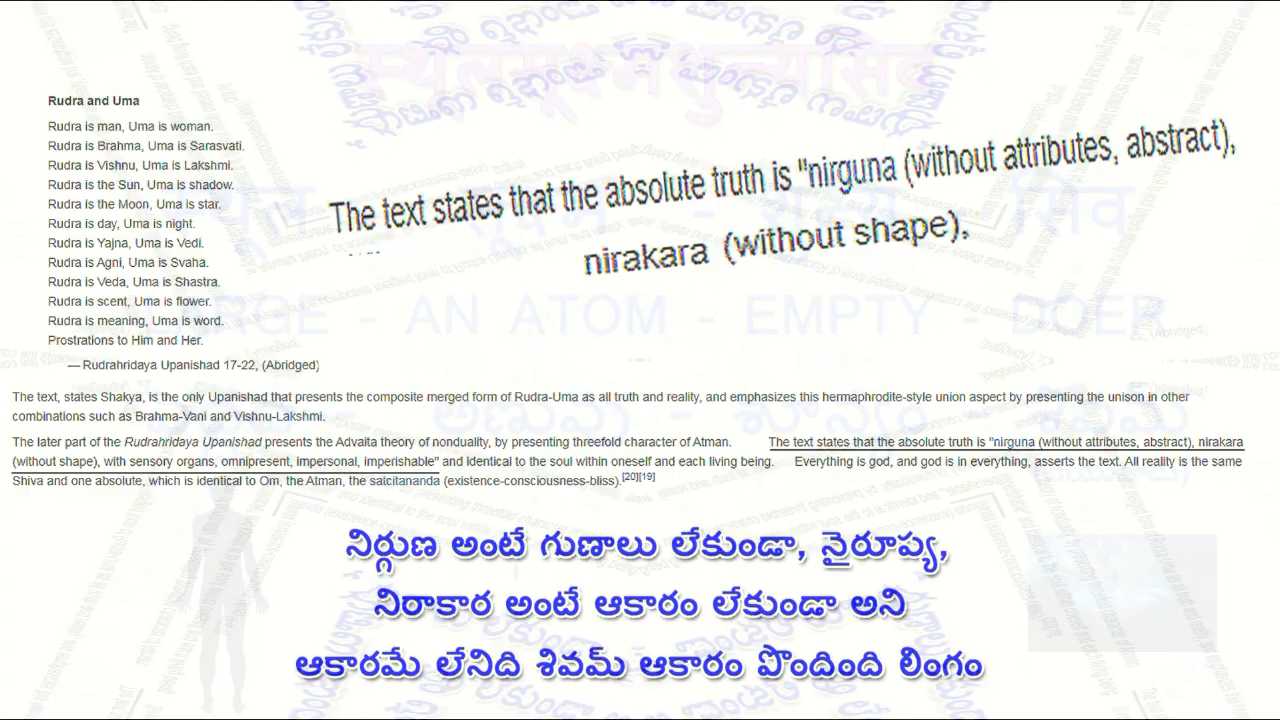 स्थूलसूक्ष्मशुन्यासिव
Rudra and Uma
Rudra is man, Uma is woman.
Rudra is Brahma, Uma is Sarasvati.
Rudra is Vishnu, Uma is Lakshmi.
Rudra is the Sun, Uma is shadow.
Rudra is the Moon, Uma is star.
Rudra is day, Uma is night.
Rudra is Yajna, Uma is Vedi.
Rudra is Agni, Uma is Svaha.
Rudra is Veda, Uma is Shastra.
Rudra is scent, Uma is flower.
Rudra is meaning, Uma is word.
Prostrations to Him and Her.
— Rudrahridaya Upanishad 17-22, (Abridged)
The text states that the absolute truth is "nirguna (without attributes, abstract),
nirakara (without shape),
- AN ATOM - EMPTY - DOER
The text, states Shakya, is the only Upanishad that presents the composite merged form of Rudra-Uma as all truth and reality, and emphasizes this hermaphrodite-style union aspect by presenting the unison in other
combinations such as Brahma-Vani and Vishnu-Lakshmi.
The later part of the Rudrahridaya Upanishad presents the Advaita theory of nonduality, by presenting threefold character of Atman. The text states that the absolute truth is "nirguna (without attributes, abstract), nirakara
(without shape), with sensory organs, omnipresent, impersonal, imperishable" and identical to the soul within oneself and each living being. Everything is god, and god is in everything, asserts the text. All reality is the same
Shiva and one absolute, which is identical to Om, the Atman, the satcitananda (existence-consciousness-bliss).[20][19]
నిర్గుణ అంటే గుణాలు లేకుండా, నైరూప్య,
నిరాకార అంటే ఆకారం లేకుండా అని
ఆకారమే లేనిది శివమ్ ఆకారం పొందింది లింగం